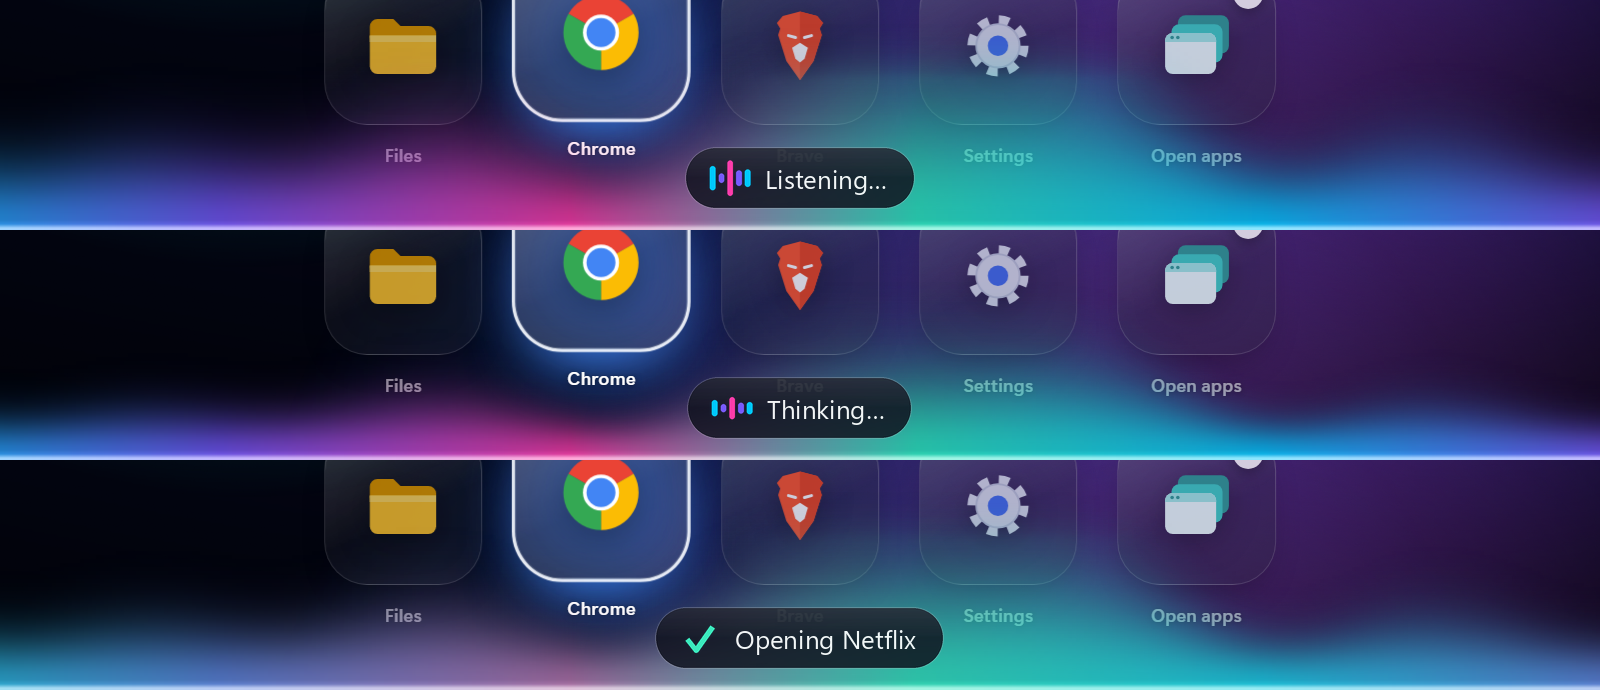 Files
Chrome
Brave
Settings
Open apps
Listening...
Files
Chrome
Brave
Settings
Open apps
Thinking...
Files
Chrome
Brave
Settings
Open apps
Opening Netflix